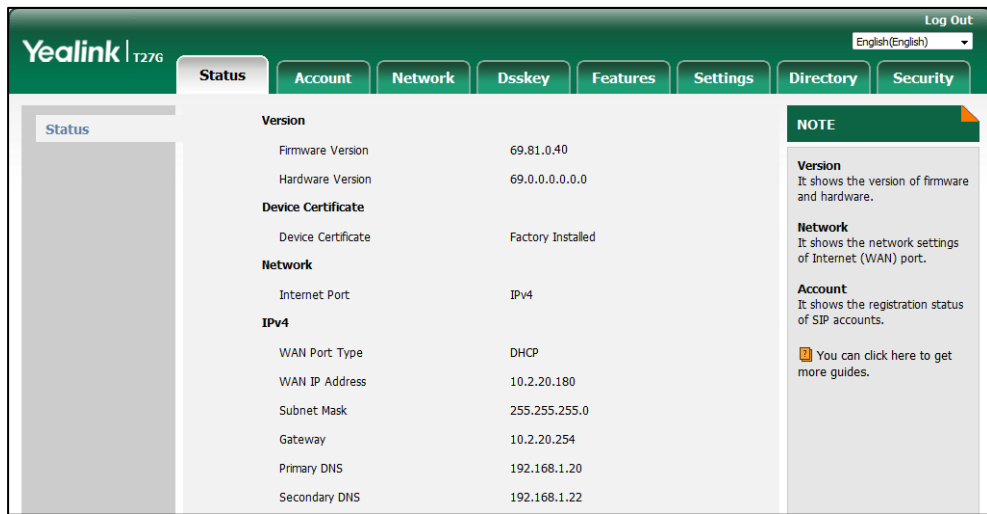 Log Out
Yealink T27G
English(English)
Status Account Network Dsskey Features Settings Directory Security
Status
Version
Firmware Version 69.81.0.40
Hardware Version 69.0.0.0.0.0.0
Device Certificate
Device Certificate Factory Installed
Network
Internet Port IPv4
IPv4
WAN Port Type DHCP
WAN IP Address 10.2.20.180
Subnet Mask 255.255.255.0
Gateway 10.2.20.254
Primary DNS 192.168.1.20
Secondary DNS 192.168.1.22
NOTE
Version
It shows the version of firmware
and hardware.
Network
It shows the network settings
of Internet (WAN) port.
Account
It shows the registration status
of SIP accounts.
? You can click here to get
more guides.